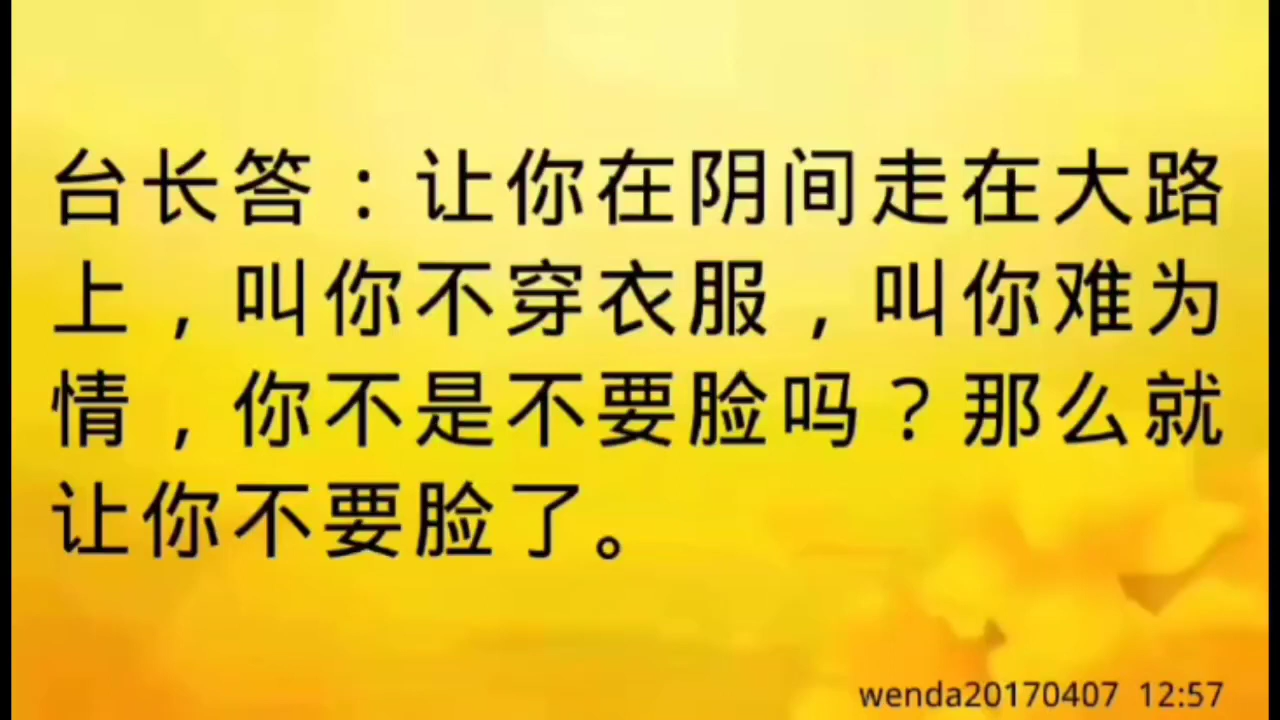 台长答：让你在阴间走在大路
上，叫你不穿衣服，叫你难为
情，你不是不要脸吗？那么就
让你不要脸了。
wenda20170407 12:57